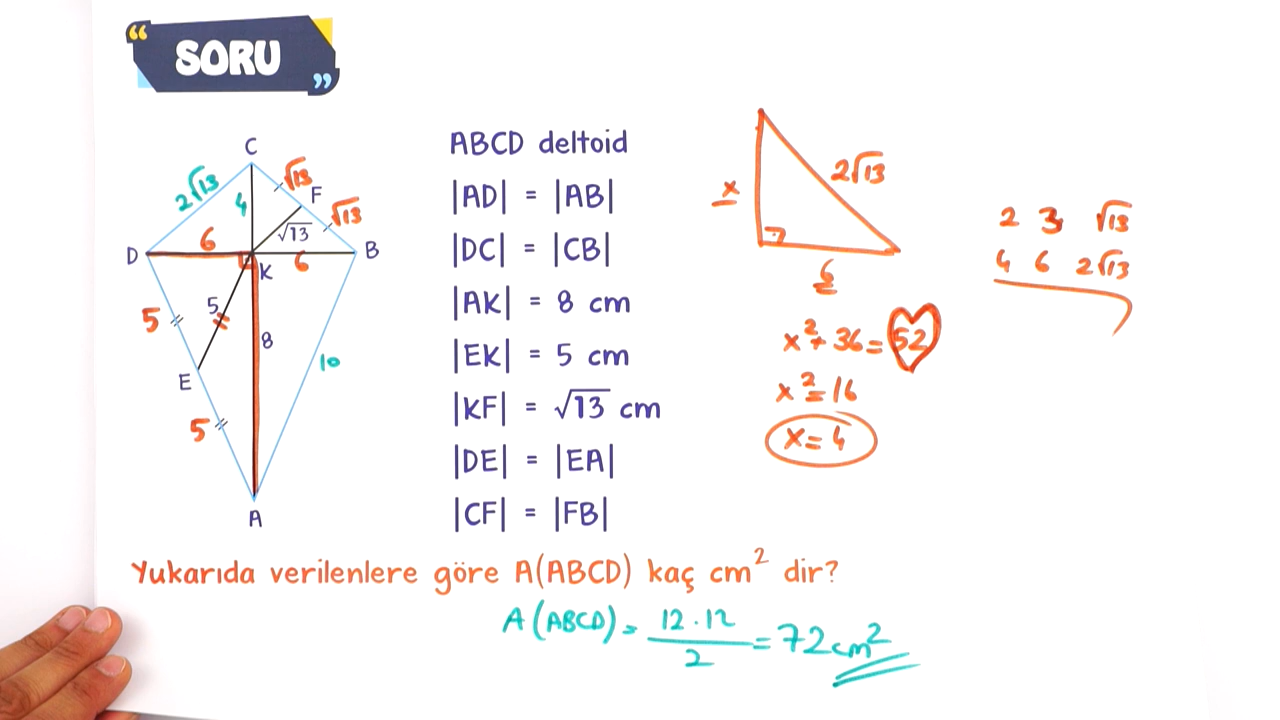 “ SORU ”
ABCD deltoid
|AD| = |AB|
|DC| = |CB|
|AK| = 8 cm
|EK| = 5 cm
|KF| = √13 cm
|DE| = |EA|
|CF| = |FB|
C
2√13
4
√13
F
√13
√13
D
6
6
B
K
5
5
8
10
E
5
A
x
2√13
6
x² + 36 = 52
x² = 16
x = 4
2 3 √13
4 6 2√13
Yukarıda verilenlere göre A(ABCD) kaç cm² dir?
A(ABCD) = 12 · 12 / 2 = 72 cm²